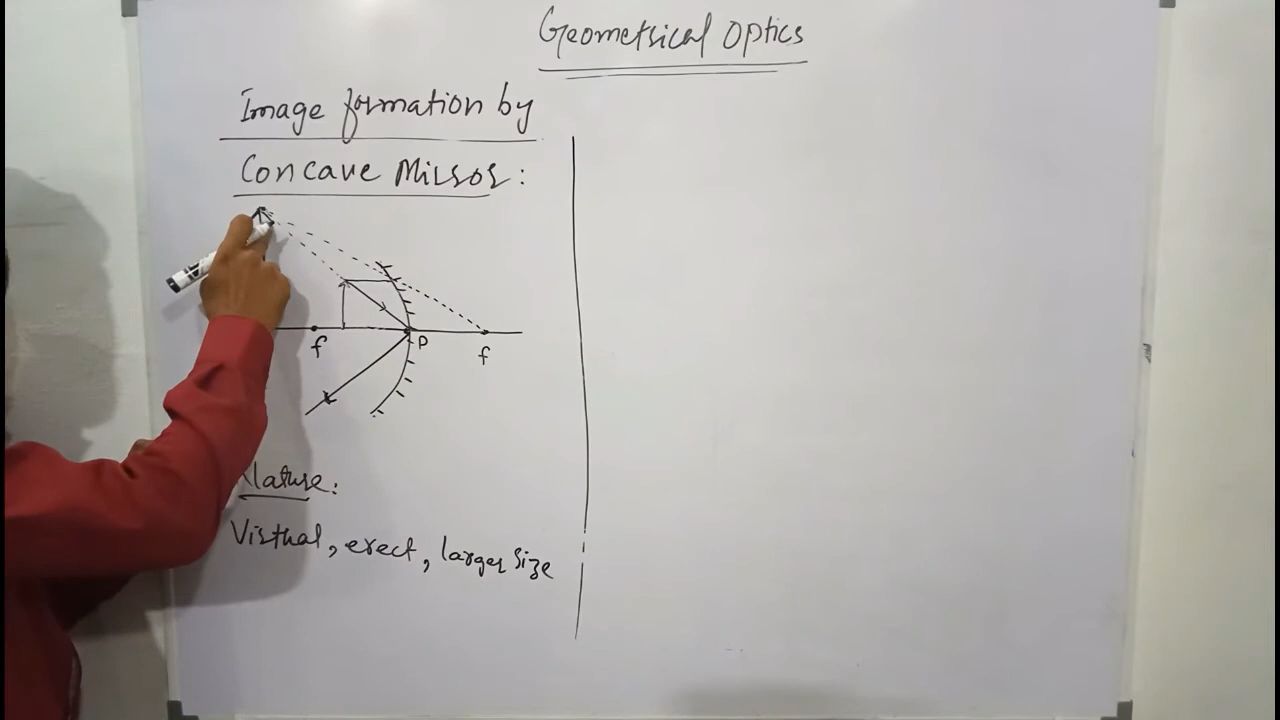 Geometrical Optics
Image formation by
Concave Mirror:
f
P
f
Nature:
Virtual, erect, larger size